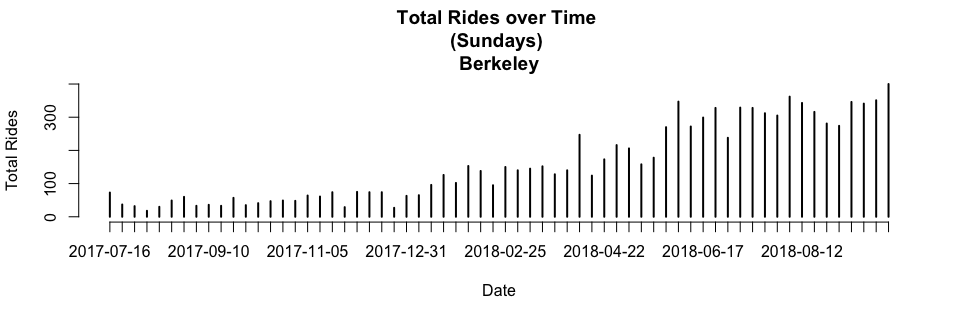 Total Rides over Time
(Sundays)
Berkeley
Total Rides
300
100
0
2017-07-16 2017-09-10 2017-11-05 2017-12-31 2018-02-25 2018-04-22 2018-06-17 2018-08-12
Date